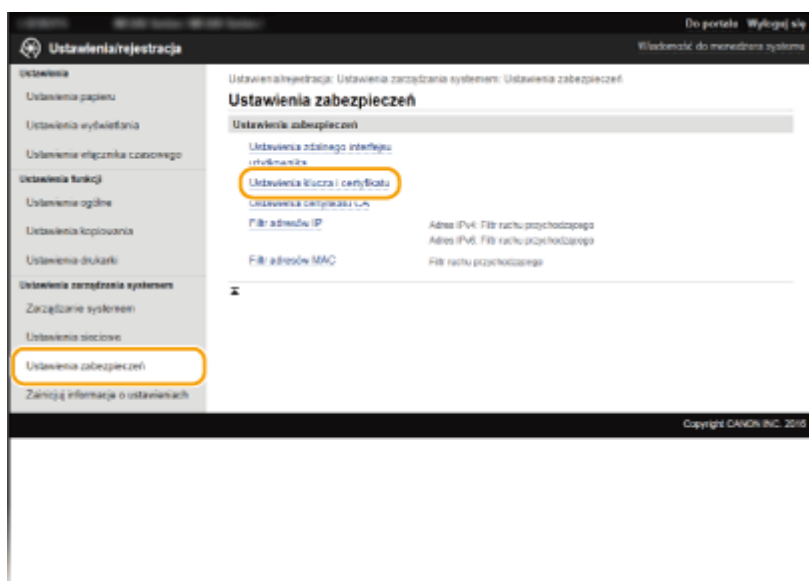 Do portalu Wyloguj się
Ustawienia/rejestracja
Wiadomość do menedżera systemu
Ustawienia
Ustawienia papieru
Ustawienia wyświetlania
Ustawienia włącznika czasowego
Ustawienia funkcji
Ustawienia ogólne
Ustawienia kopiowania
Ustawienia drukarki
Ustawienia zarządzania systemem
Zarządzanie systemem
Ustawienia sieciowe
Ustawienia zabezpieczeń
Zainicjuj informacje o ustawieniach
Ustawienia/rejestracja: Ustawienia zarządzania systemem: Ustawienia zabezpieczeń
Ustawienia zabezpieczeń
Ustawienia zabezpieczeń
Ustawienia zdalnego interfejsu
użytkownika
Ustawienia klucza i certyfikatu
Ustawienia certyfikatu CA
Filtr adresów IP
Adres IPv4: Filtr ruchu przychodzącego
Adres IPv6: Filtr ruchu przychodzącego
Filtr adresów MAC
Filtr ruchu przychodzącego
Copyright CANON INC. 2016